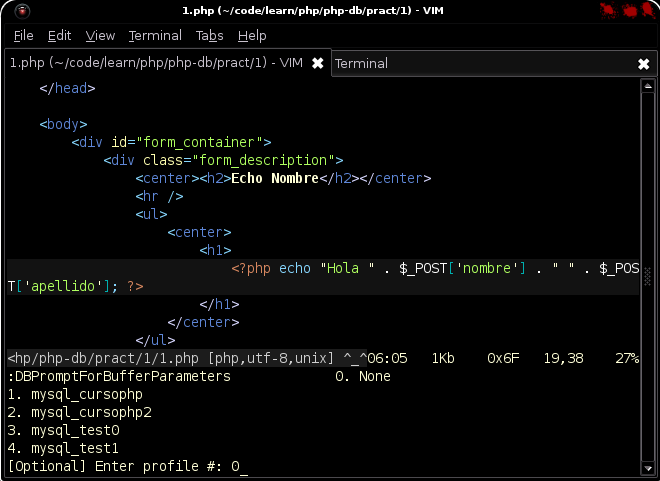 1.php (~/code/learn/php/php-db/pract/1) - VIM
File Edit View Terminal Tabs Help
1.php (~/code/learn/php/php-db/pract/1) - VIM Terminal
</head>
<body>
<div id="form_container">
<div class="form_description">
<center><h2>Echo Nombre</h2></center>
<hr />
<ul>
<center>
<h1>
<?php echo "Hola " . $_POST['nombre'] . " " . $_POS
T['apellido']; ?>
</h1>
</center>
</ul>
<hp/php-db/pract/1/1.php [php,utf-8,unix] ^_^06:05 1Kb 0x6F 19,38 27%
:DBPromptForBufferParameters 0. None
1. mysql_cursophp
2. mysql_cursophp2
3. mysql_test0
4. mysql_test1
[Optional] Enter profile #: 0_